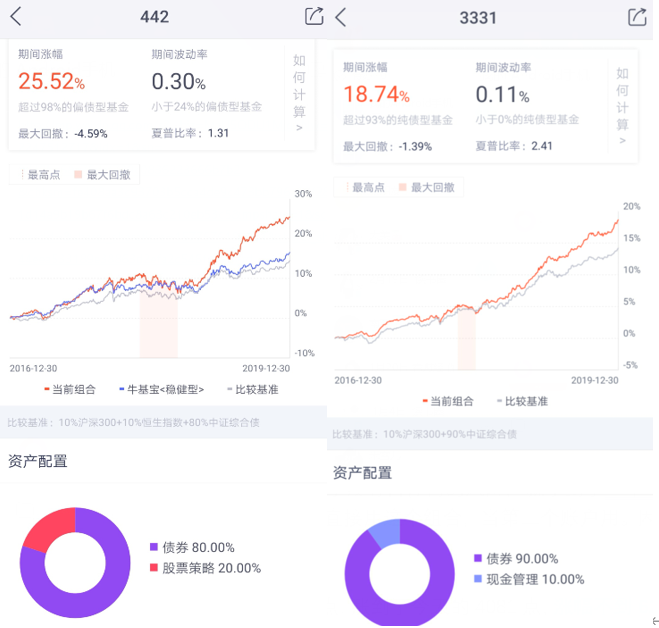 442
期间涨幅
期间波动率
25.52%
0.30%
超过98%的偏债型基金
小于24%的偏债型基金
最大回撤：-4.59%
夏普比率：1.31
如何计算 >
最高点
最大回撤
30%
20%
10%
0%
-10%
2016-12-30
2019-12-30
当前组合
牛基宝<稳健型>
比较基准
比较基准：10%沪深300+10%恒生指数+80%中证综合债
资产配置
债券 80.00%
股票策略 20.00%
3331
期间涨幅
期间波动率
18.74%
0.11%
超过93%的纯债型基金
小于0%的纯债型基金
最大回撤：-1.39%
夏普比率：2.41
如何计算 >
最高点
最大回撤
20%
15%
10%
5%
0%
-5%
2016-12-30
2019-12-30
当前组合
比较基准
比较基准：10%沪深300+90%中证综合债
资产配置
债券 90.00%
现金管理 10.00%